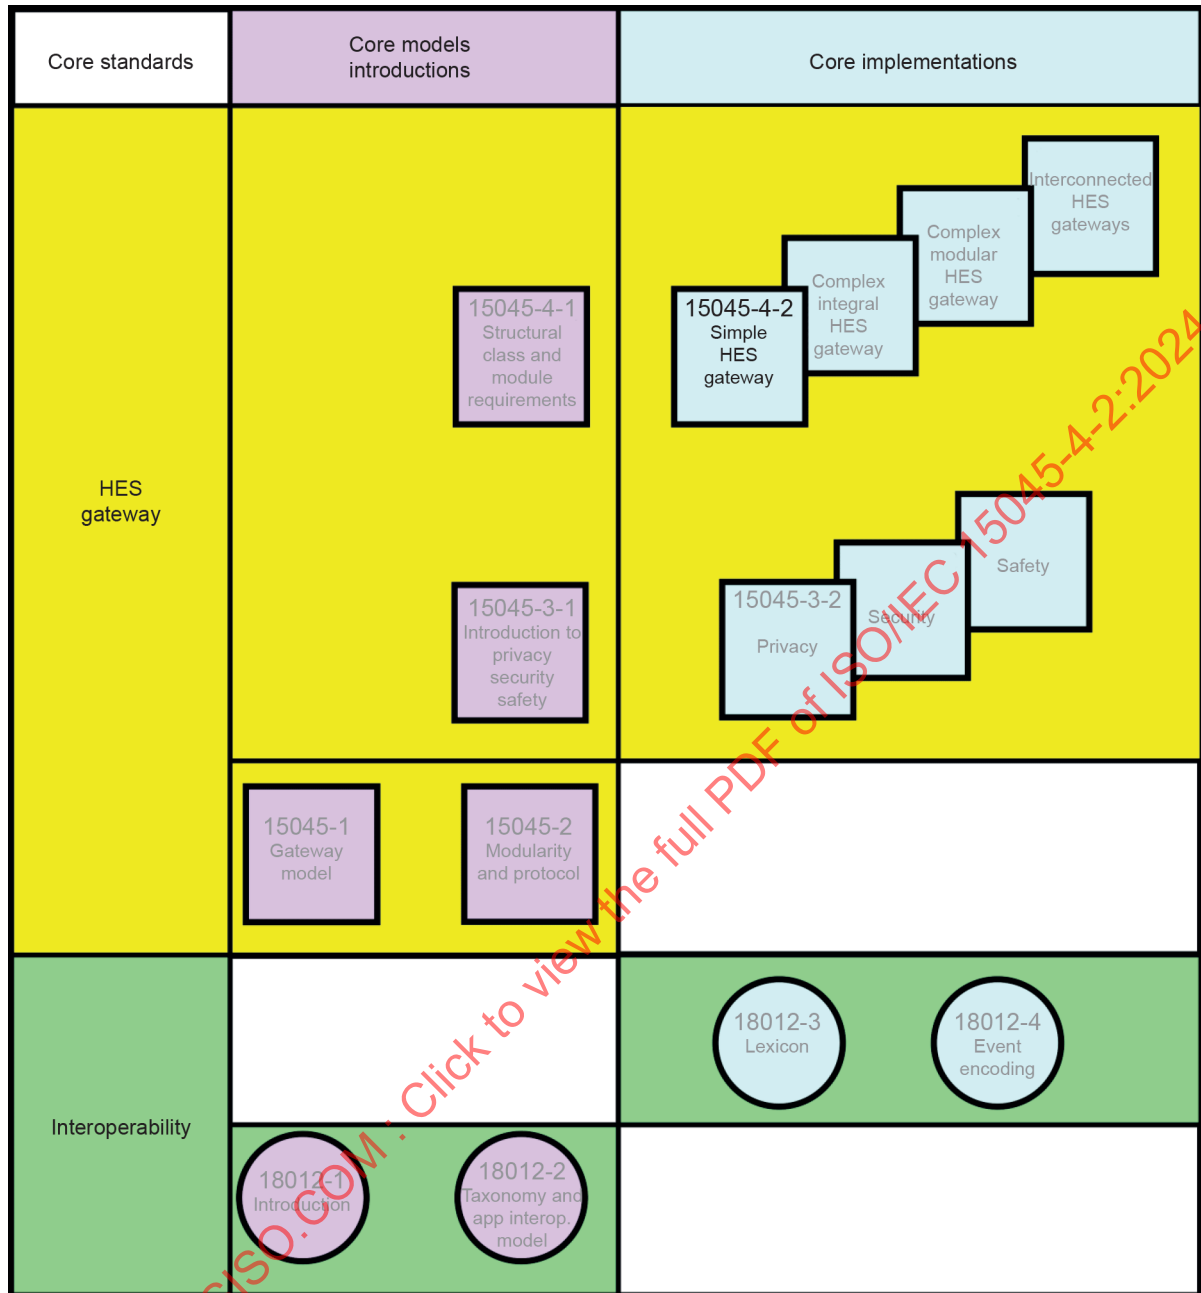 Core standards
Core models
introductions
Core implementations
HES
gateway
15045-4-1
Structural
class and
module
requirements
15045-4-2
Simple
HES
gateway
Complex
integral
HES
gateway
Complex
modular
HES
gateway
Interconnected
HES
gateways
15045-3-1
Introduction to
privacy
security
safety
15045-3-2
Privacy
Security
Safety
15045-1
Gateway
model
15045-2
Modularity
and protocol
Interoperability
18012-3
Lexicon
18012-4
Event
encoding
18012-1
Introduction
18012-2
Taxonomy and
app interop.
model
SISO.COM : Click to view the full PDF of ISO/IEC 15045-4-2:2024